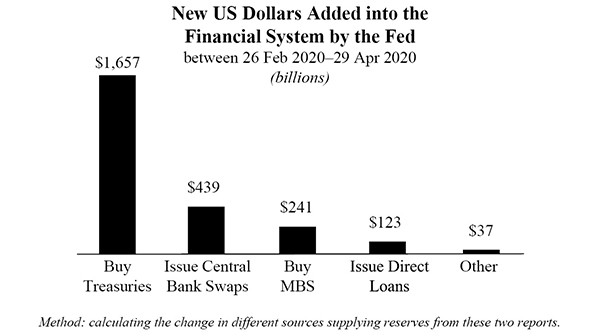 New US Dollars Added into the
Financial System by the Fed
between 26 Feb 2020–29 Apr 2020
(billions)
$1,657
$439
$241
$123
$37
Buy
Treasuries
Issue Central
Bank Swaps
Buy
MBS
Issue Direct
Loans
Other
Method: calculating the change in different sources supplying reserves from these two reports.